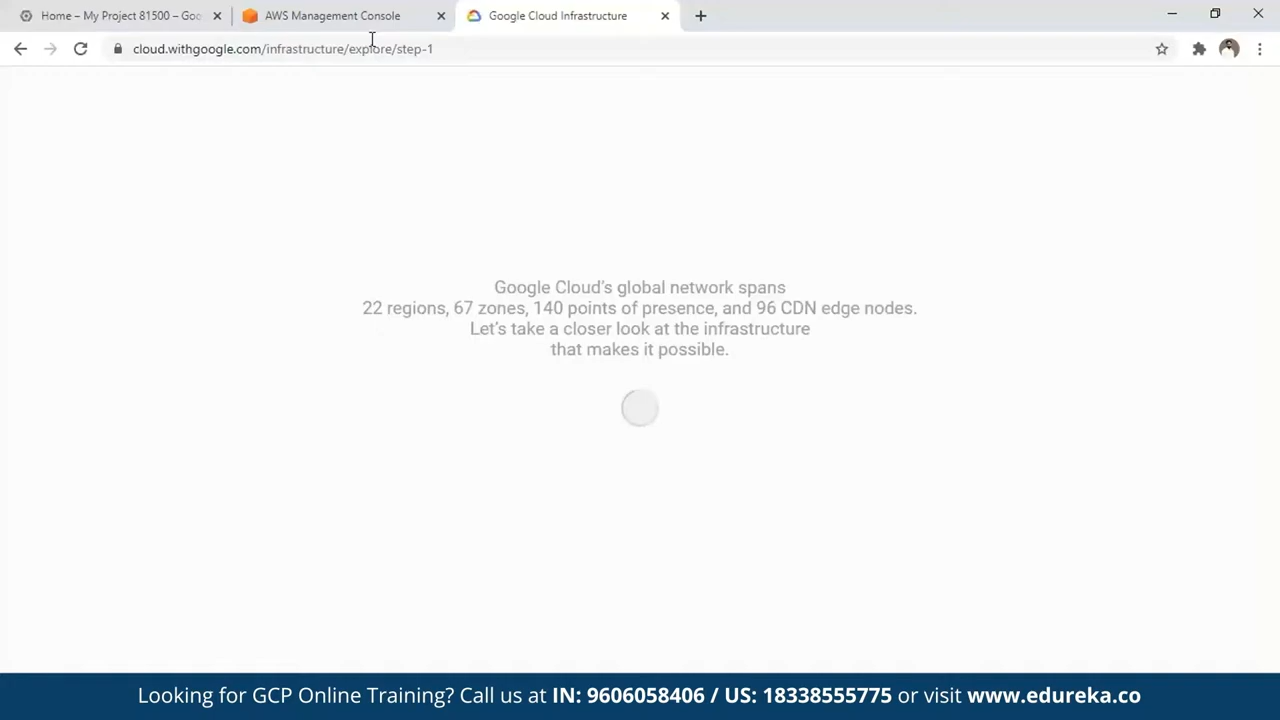 Home – My Project 81500 – Goo
AWS Management Console
Google Cloud Infrastructure
cloud.withgoogle.com/infrastructure/explore/step-1
Google Cloud's global network spans
22 regions, 67 zones, 140 points of presence, and 96 CDN edge nodes.
Let's take a closer look at the infrastructure
that makes it possible.
Looking for GCP Online Training? Call us at IN: 9606058406 / US: 18338555775 or visit www.edureka.co